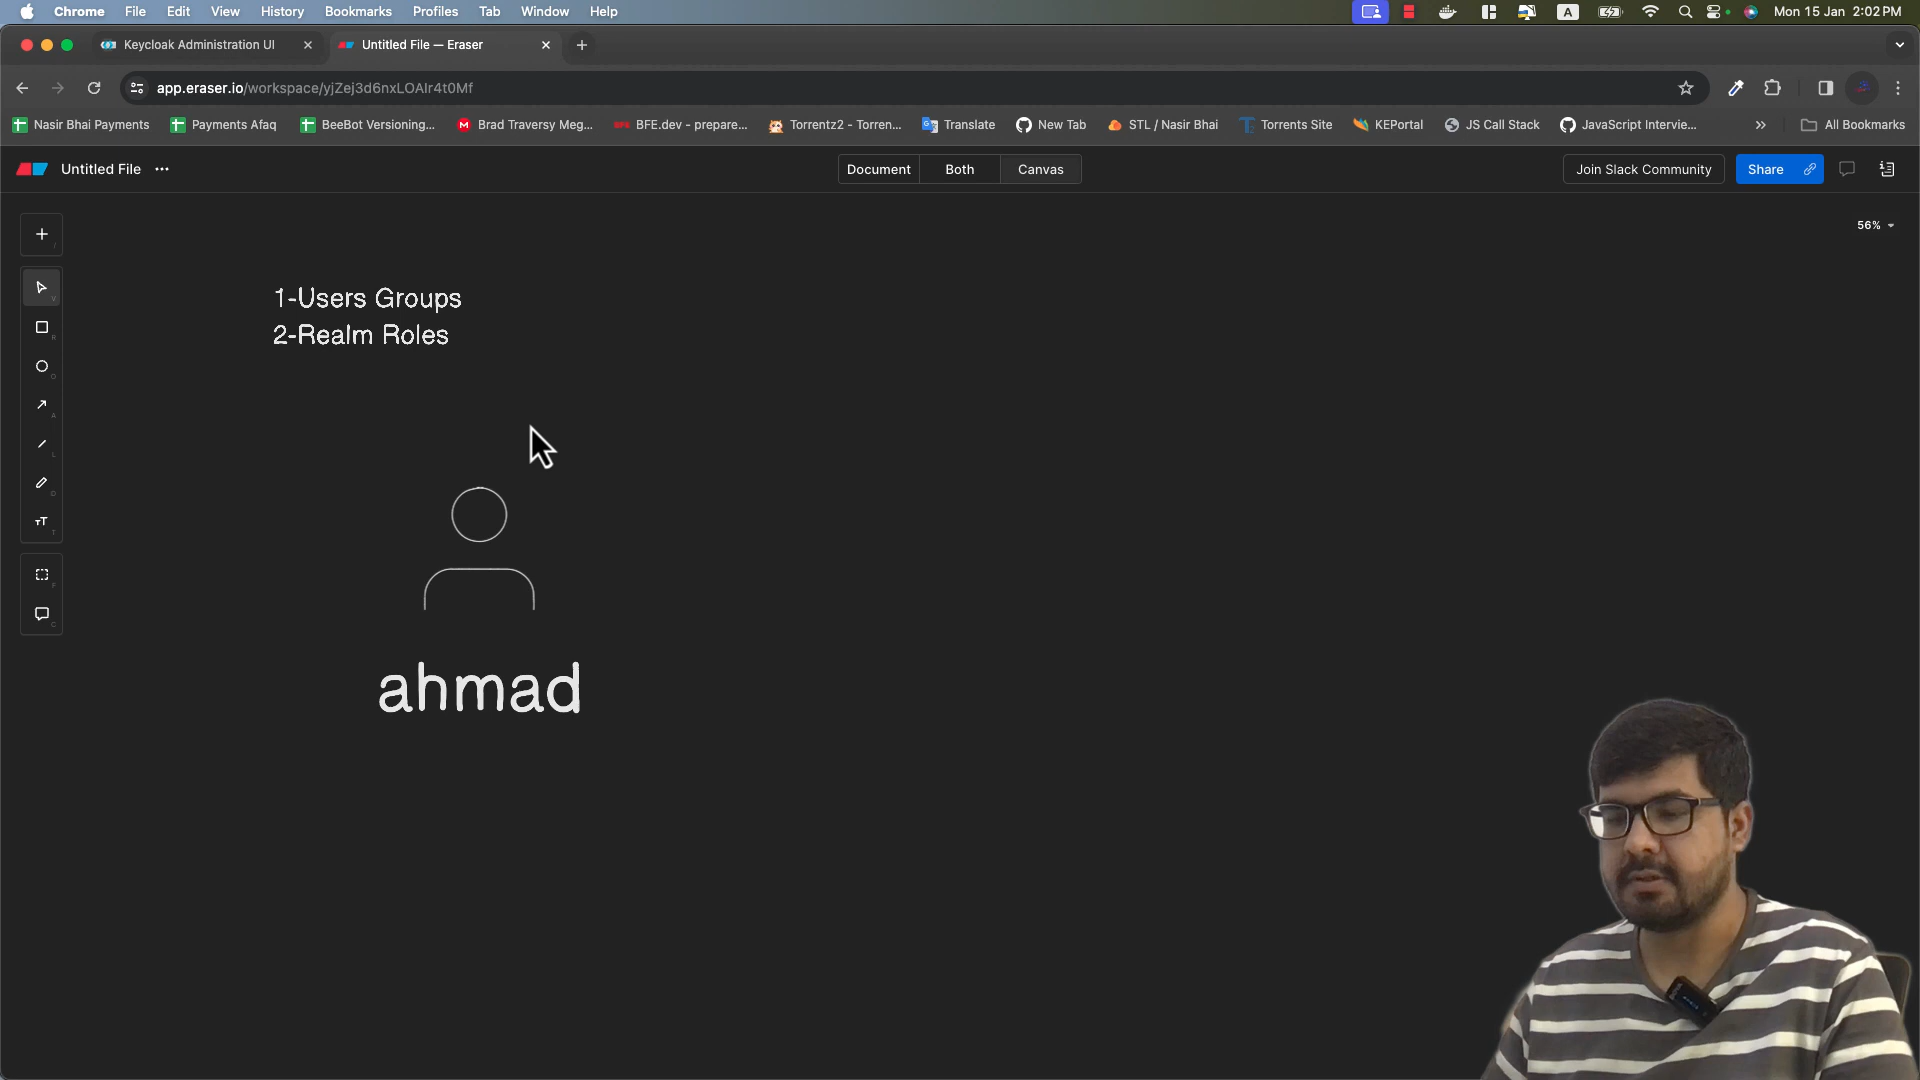 Chrome File Edit View History Bookmarks Profiles Tab Window Help
A
Mon 15 Jan 2:02 PM
Keycloak Administration UI
Untitled File — Eraser
app.eraser.io/workspace/yjZej3d6nxLOAIr4t0Mf
Nasir Bhai Payments
Payments Afaq
BeeBot Versioning...
Brad Traversy Meg...
BFE.dev - prepare...
Torrentz2 - Torren...
Translate
New Tab
STL / Nasir Bhai
Torrents Site
KEPortal
JS Call Stack
JavaScript Intervie...
All Bookmarks
Untitled File
Document
Both
Canvas
Join Slack Community
Share
56%
1-Users Groups
2-Realm Roles
ahmad